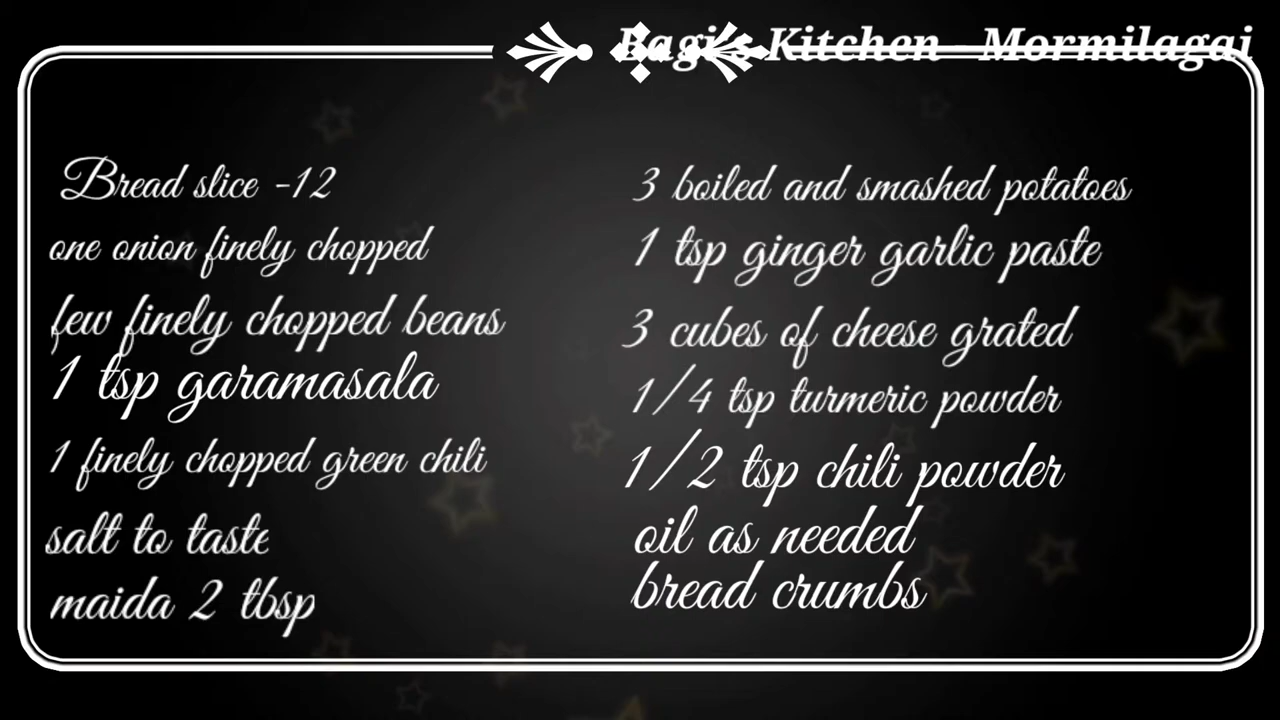 Bagi's Kitchen - Mormilagai
Bread slice -12
one onion finely chopped
few finely chopped beans
1 tsp garamasala
1 finely chopped green chili
salt to taste
maida 2 tbsp
3 boiled and smashed potatoes
1 tsp ginger garlic paste
3 cubes of cheese grated
1/4 tsp turmeric powder
1/2 tsp chili powder
oil as needed
bread crumbs